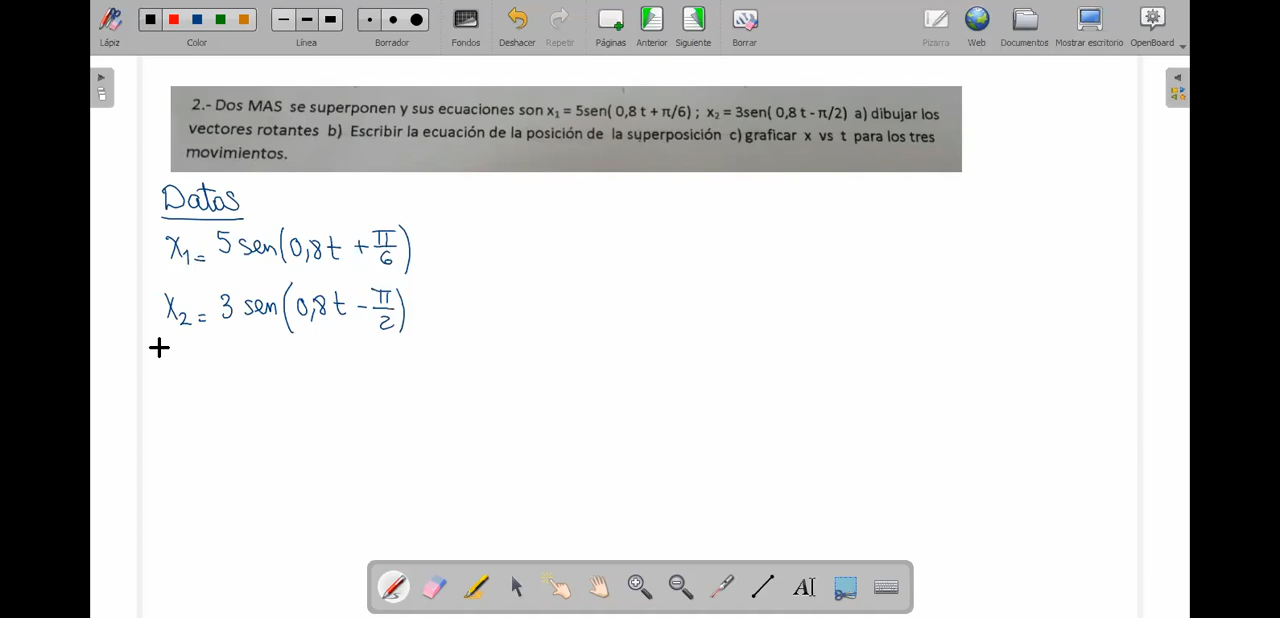 Lápiz Color Línea Borrador Fondos Deshacer Repetir Páginas Anterior Siguiente Borrar Pizarra Web Documentos Mostrar escritorio OpenBoard
2.- Dos MAS se superponen y sus ecuaciones son x₁ = 5sen( 0,8 t + π/6) ; x₂ = 3sen( 0,8 t - π/2) a) dibujar los
vectores rotantes b) Escribir la ecuación de la posición de la superposición c) graficar x vs t para los tres
movimientos.
Datos
x₁ = 5 sen(0,8t + π/6)
x₂ = 3 sen(0,8t - π/2)